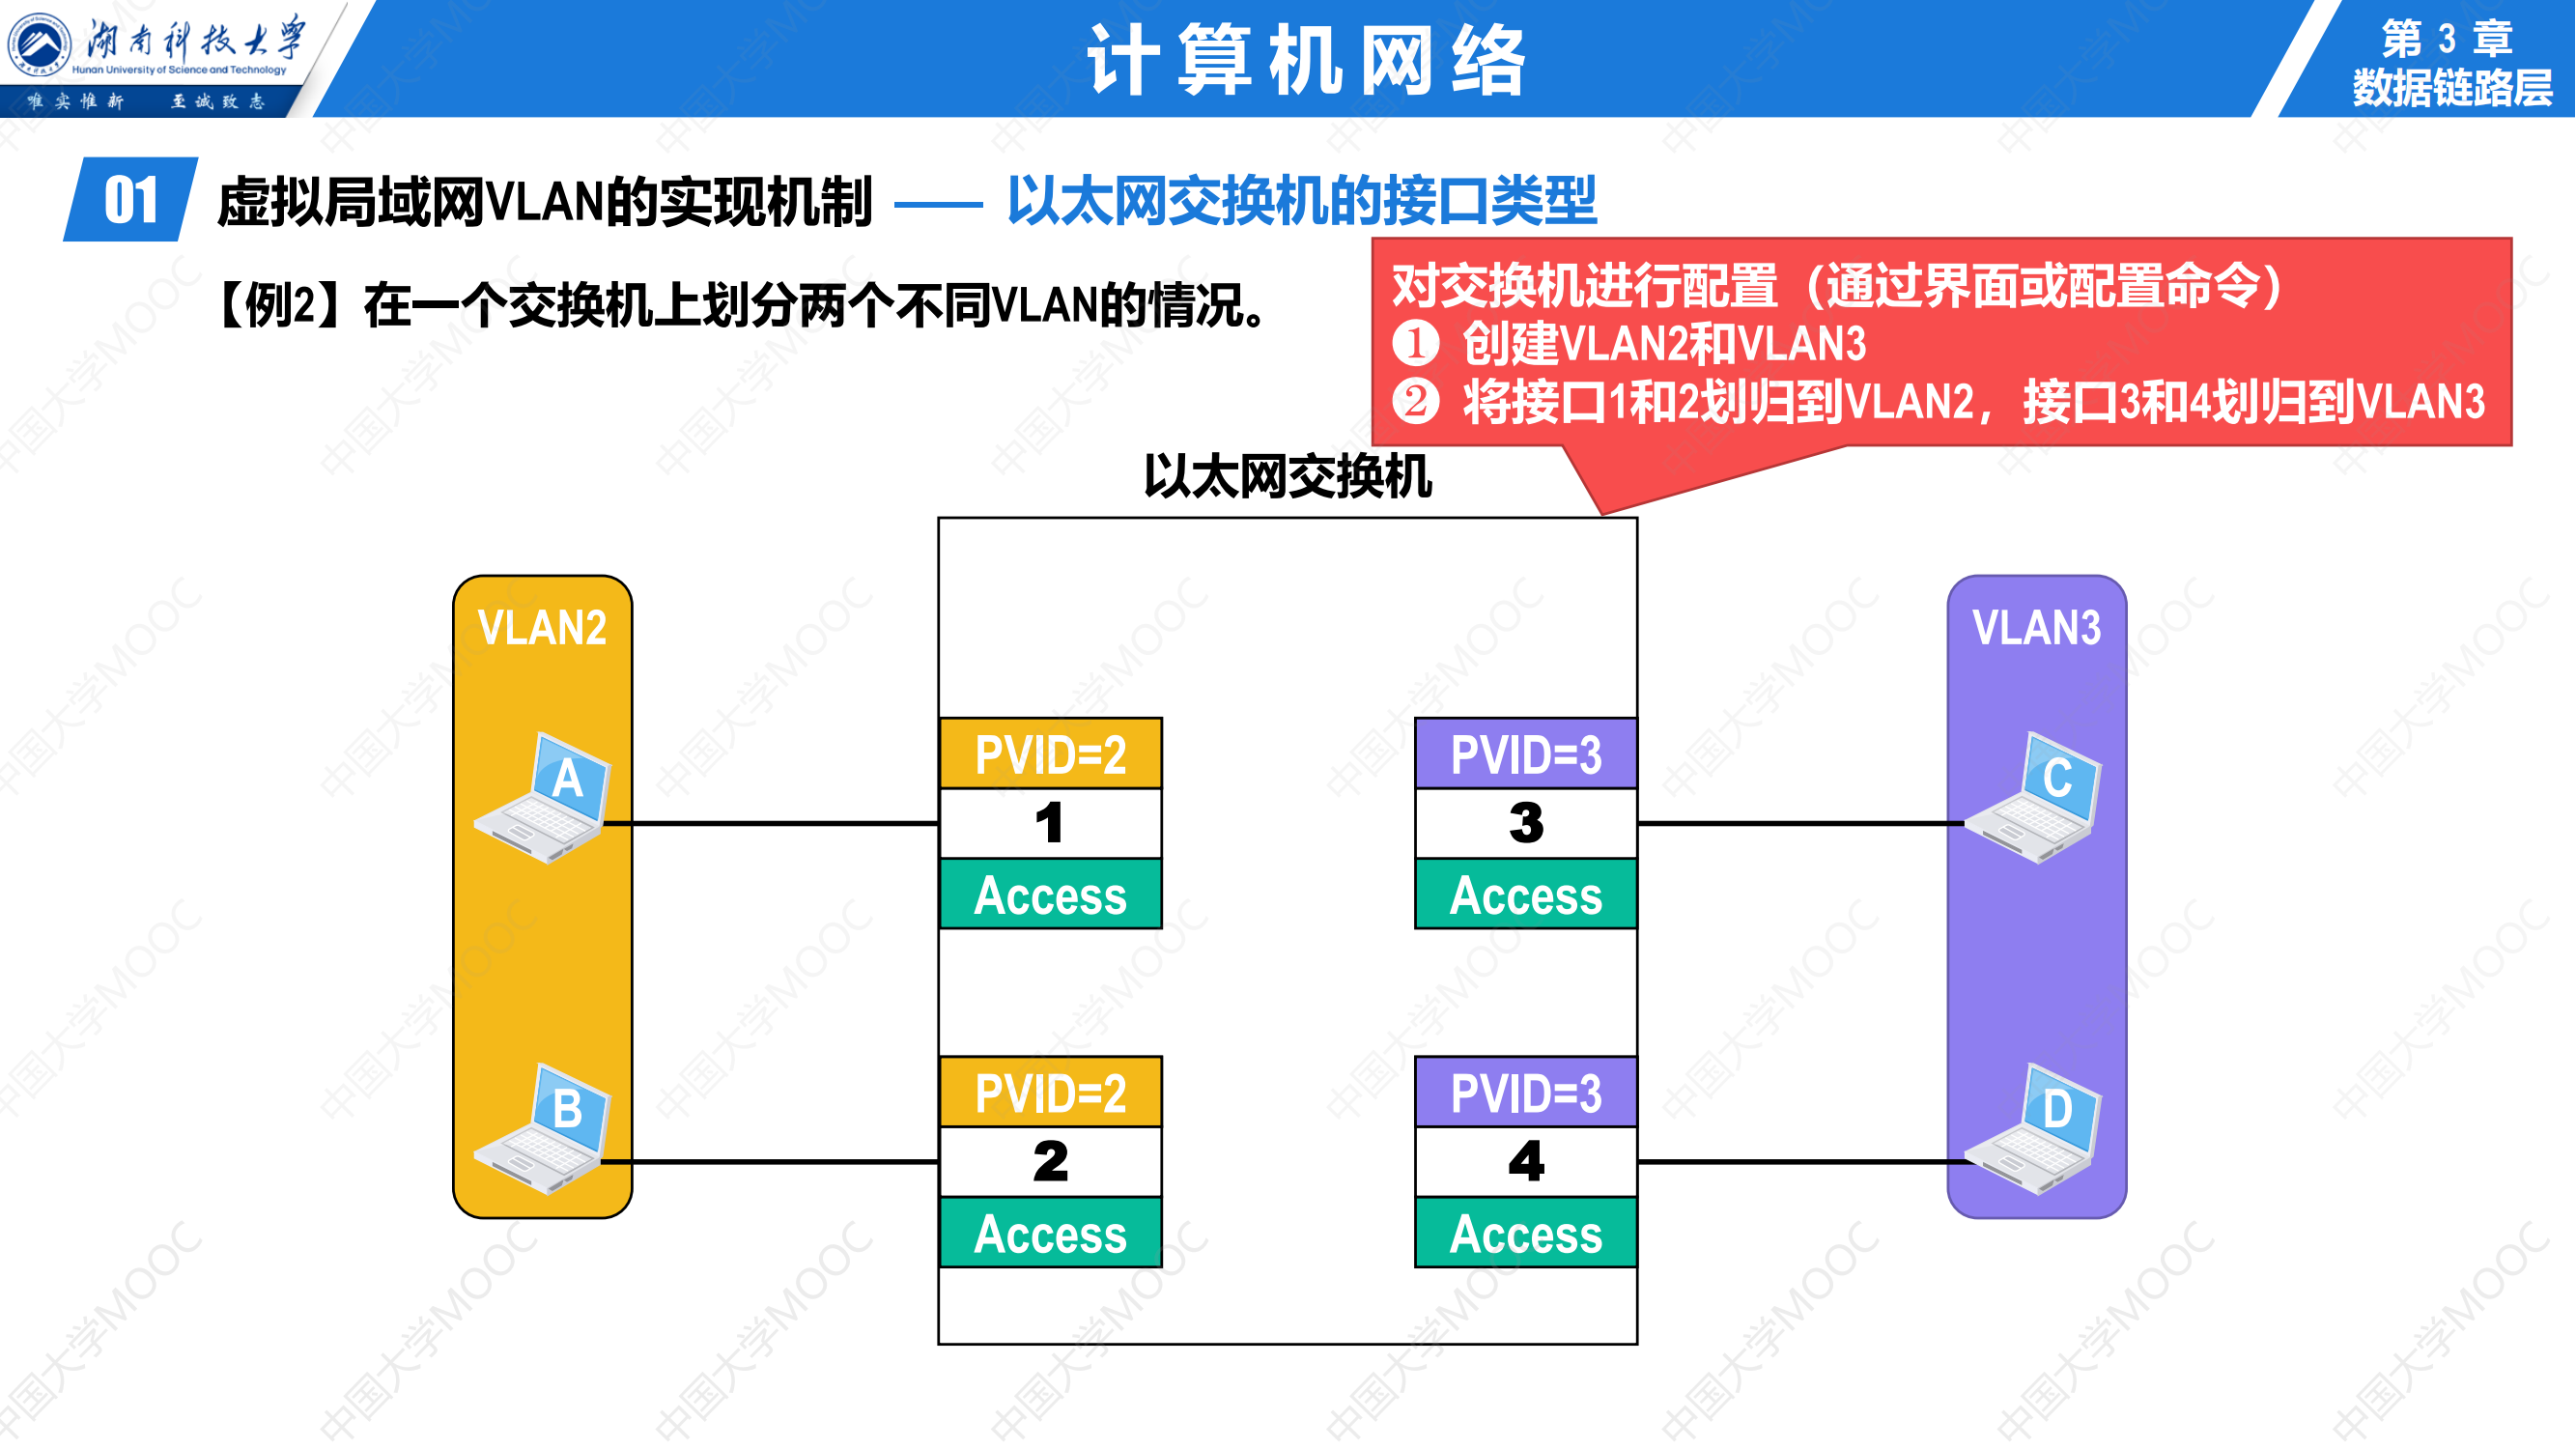 湖南科技大学
Hunan University of Science and Technology
唯实惟新 至诚致志
计算机网络
第 3 章
数据链路层
01 虚拟局域网VLAN的实现机制 —— 以太网交换机的接口类型
【例2】在一个交换机上划分两个不同VLAN的情况。
对交换机进行配置（通过界面或配置命令）
❶ 创建VLAN2和VLAN3
❷ 将接口1和2划归到VLAN2，接口3和4划归到VLAN3
以太网交换机
VLAN2
VLAN3
PVID=2
PVID=3
A
1
3
C
Access
Access
PVID=2
PVID=3
B
2
4
D
Access
Access
中国大学MOOC